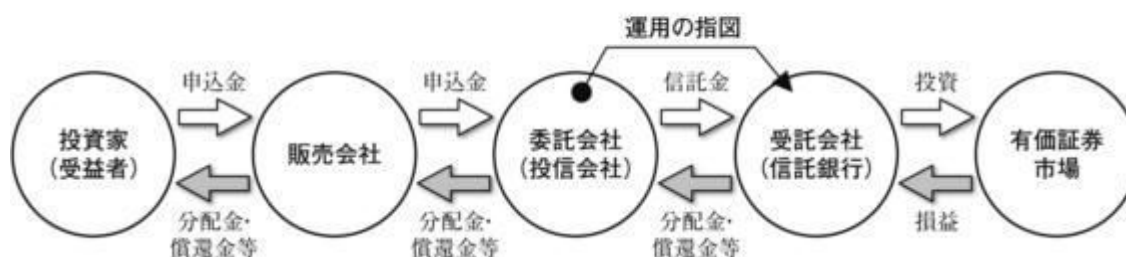 運用の指図
申込金
申込金
信託金
投資
投資家
（受益者）
販売会社
委託会社
（投信会社）
受託会社
（信託銀行）
有価証券
市場
分配金・
償還金等
分配金・
償還金等
分配金・
償還金等
損益